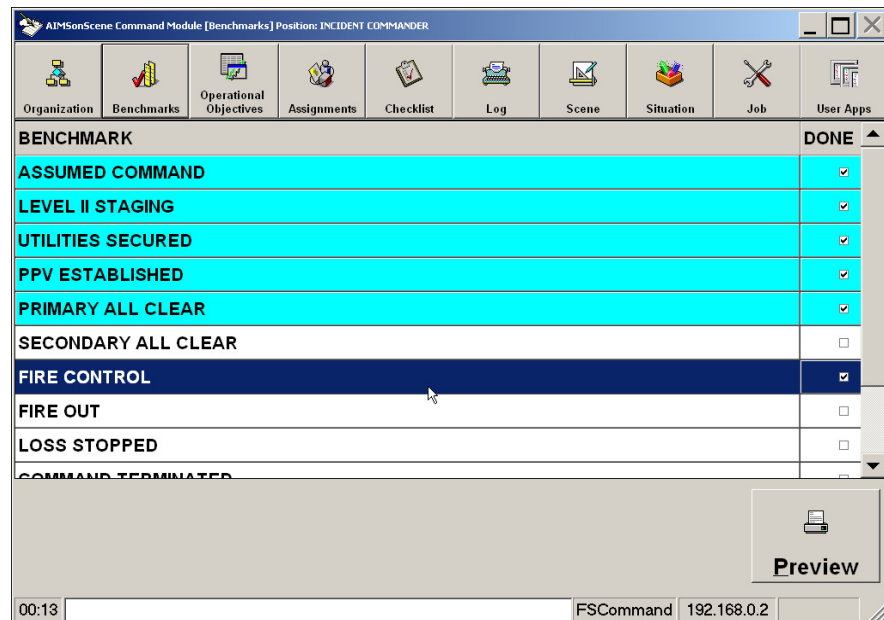 AIMSonScene Command Module [Benchmarks] Position: INCIDENT COMMANDER
Organization
Benchmarks
Operational
Objectives
Assignments
Checklist
Log
Scene
Situation
Job
User Apps
BENCHMARK DONE
ASSUMED COMMAND
LEVEL II STAGING
UTILITIES SECURED
PPV ESTABLISHED
PRIMARY ALL CLEAR
SECONDARY ALL CLEAR
FIRE CONTROL
FIRE OUT
LOSS STOPPED
COMMAND TERMINATED
Preview
00:13 FSCommand 192.168.0.2